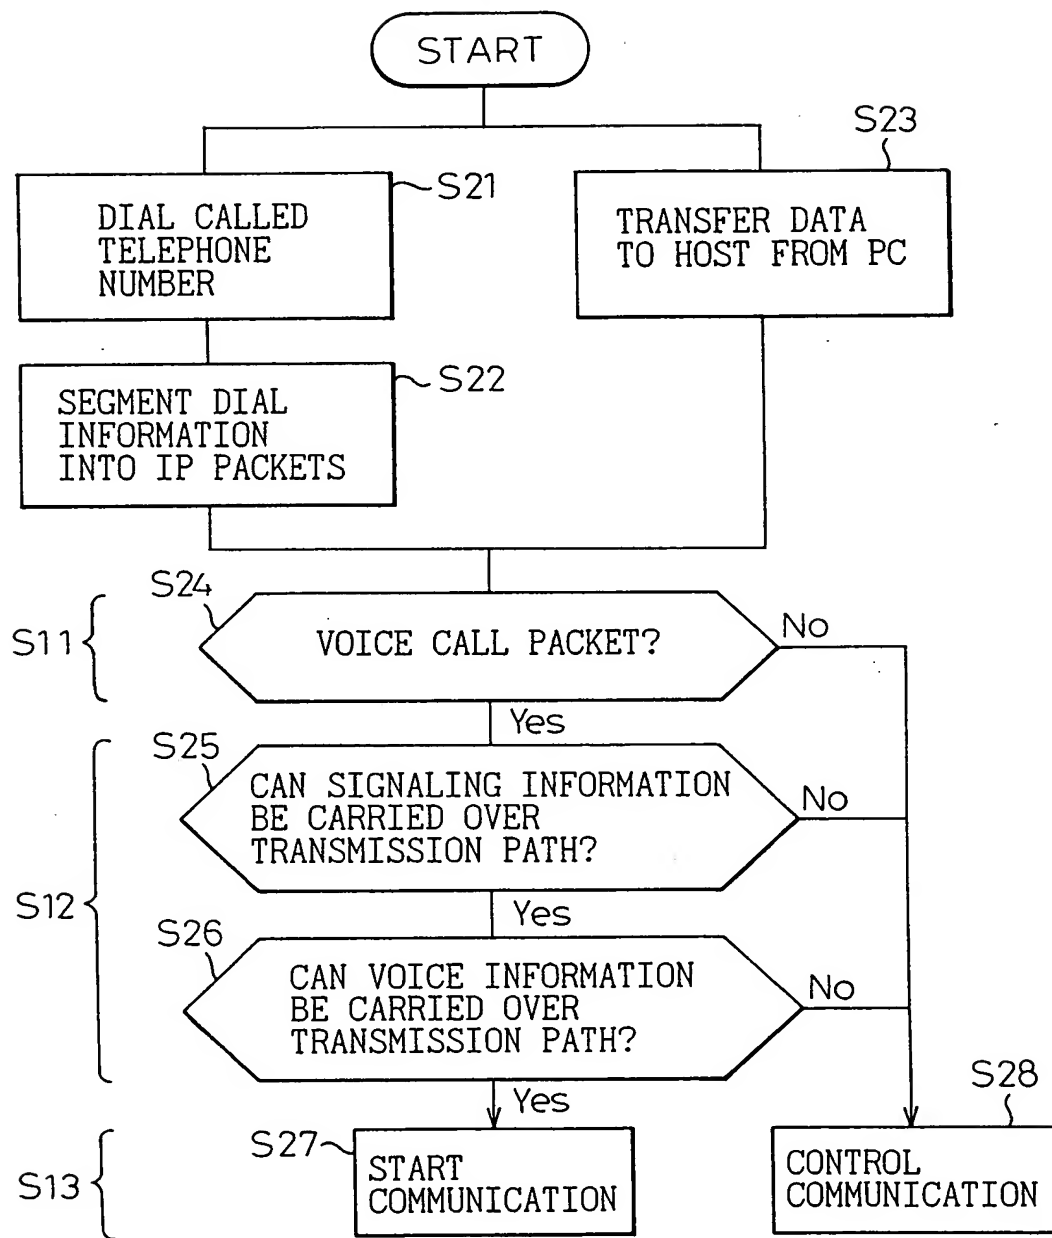 START
S23
S21
DIAL CALLED
TELEPHONE
NUMBER
TRANSFER DATA
TO HOST FROM PC
S22
SEGMENT DIAL
INFORMATION
INTO IP PACKETS
S24
S11
VOICE CALL PACKET?
No
Yes
S25
CAN SIGNALING INFORMATION
BE CARRIED OVER
TRANSMISSION PATH?
No
S12
Yes
S26
CAN VOICE INFORMATION
BE CARRIED OVER
TRANSMISSION PATH?
No
Yes
S28
S27
S13
START
COMMUNICATION
CONTROL
COMMUNICATION